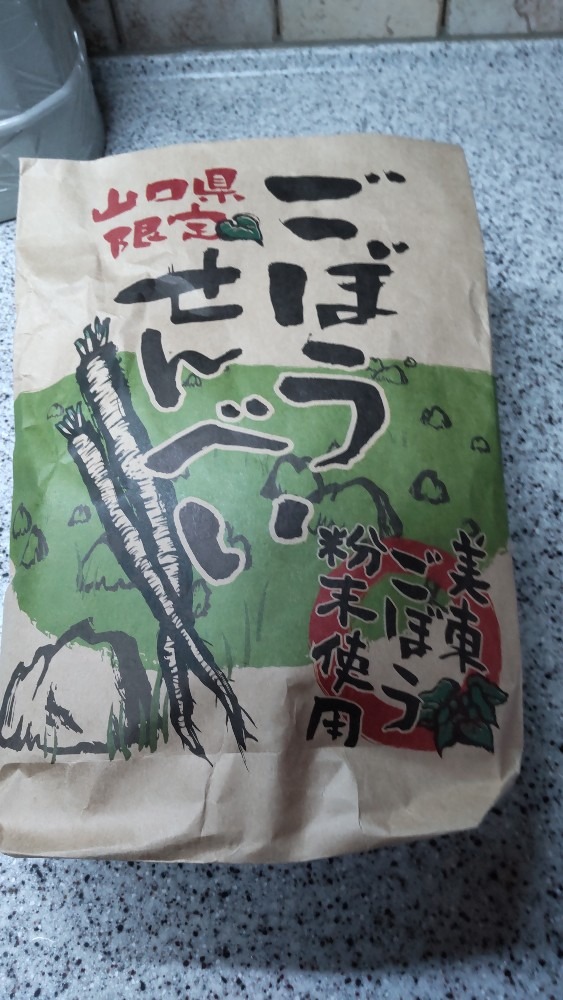 山口県
限定
ごぼう
せんべい
美東
ごぼう
粉末使用